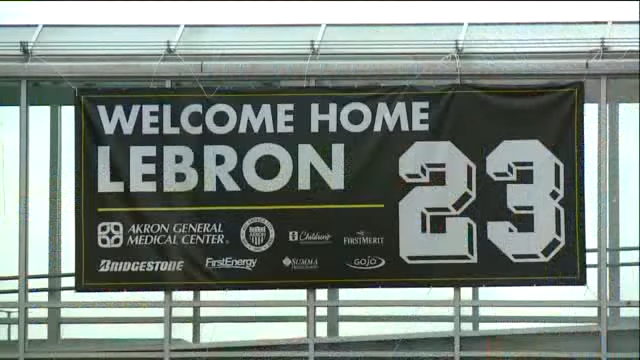 WELCOME HOME
LEBRON
23
AKRON GENERAL
MEDICAL CENTER
Children's
FIRSTMERIT
BRIDGESTONE
FirstEnergy
SUMMA
GOJO